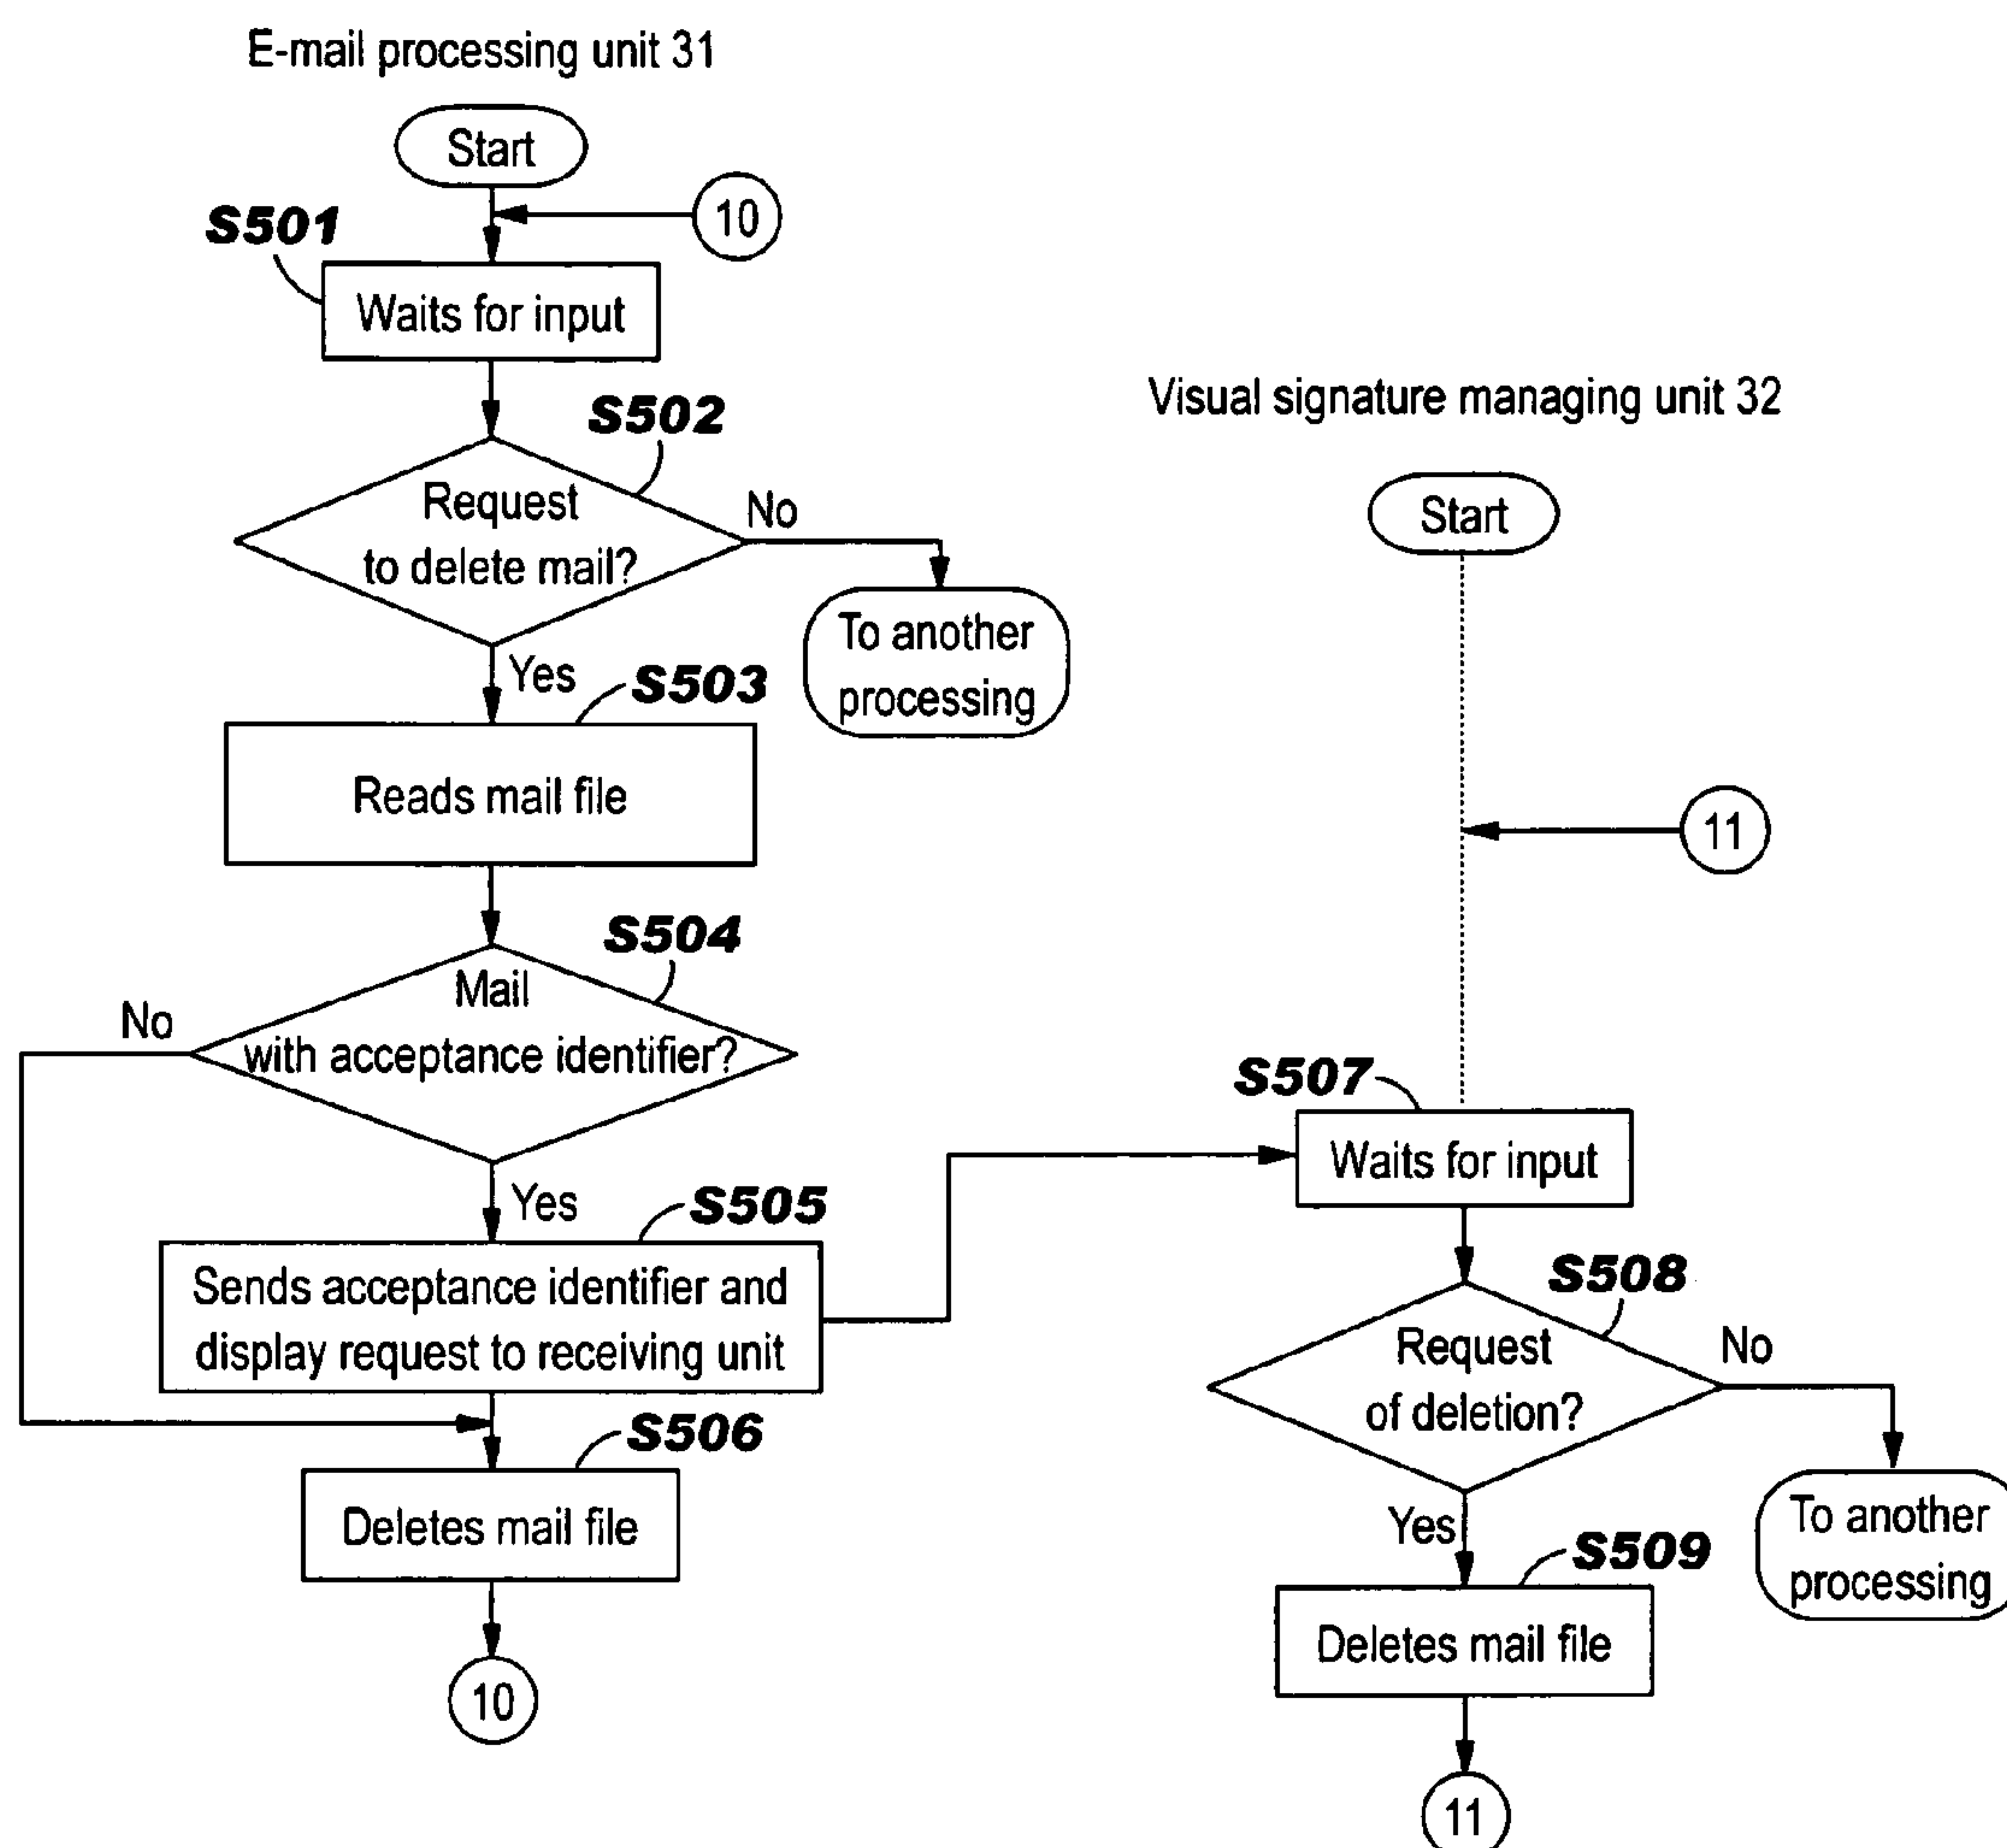 E-mail processing unit 31
Start
10
S501
Waits for input
S502
Request
to delete mail?
No
To another
processing
Yes
S503
Reads mail file
S504
Mail
with acceptance identifier?
No
Yes
S505
Sends acceptance identifier and
display request to receiving unit
S506
Deletes mail file
10
Visual signature managing unit 32
Start
11
S507
Waits for input
S508
Request
of deletion?
No
To another
processing
Yes
S509
Deletes mail file
11